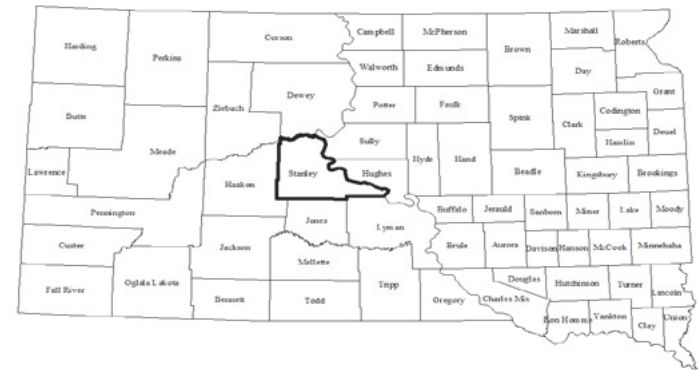 Harding
Perkins
Corson
Campbell
McPherson
Brown
Marshall
Roberts
Walworth
Edmunds
Day
Butte
Ziebach
Dewey
Potter
Faulk
Spink
Clark
Codington
Grant
Deuel
Hamlin
Meade
Sully
Hyde
Hand
Lawrence
Haakon
Stanley
Hughes
Beadle
Kingsbury
Brookings
Pennington
Jones
Lyman
Buffalo
Jerauld
Sanborn
Miner
Lake
Moody
Custer
Jackson
Brule
Aurora
Davison
Hanson
McCook
Minnehaha
Mellette
Fall River
Oglala Lakota
Bennett
Todd
Tripp
Gregory
Charles Mix
Douglas
Hutchinson
Turner
Lincoln
Bon Homme
Yankton
Clay
Union